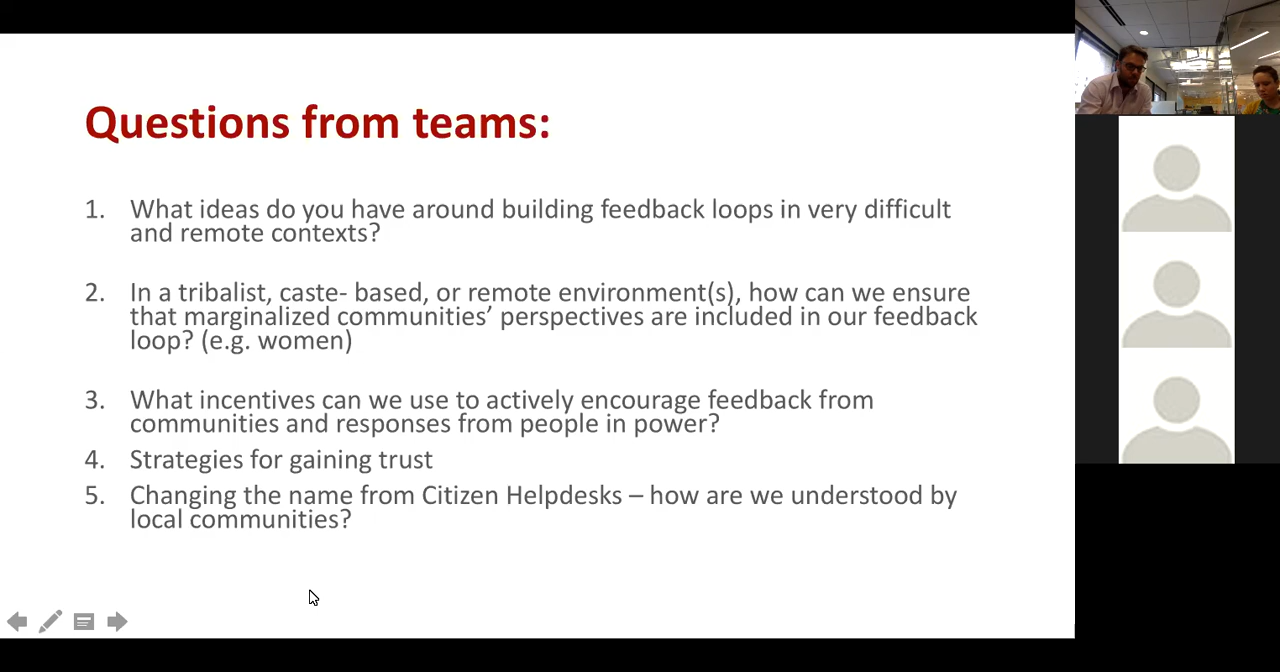 Questions from teams:
1. What ideas do you have around building feedback loops in very difficult
and remote contexts?
2. In a tribalist, caste- based, or remote environment(s), how can we ensure
that marginalized communities’ perspectives are included in our feedback
loop? (e.g. women)
3. What incentives can we use to actively encourage feedback from
communities and responses from people in power?
4. Strategies for gaining trust
5. Changing the name from Citizen Helpdesks – how are we understood by
local communities?